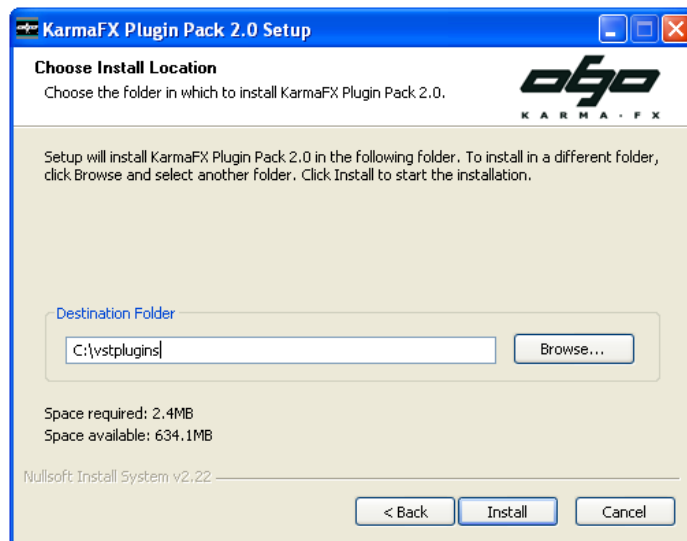 KarmaFX Plugin Pack 2.0 Setup
Choose Install Location
Choose the folder in which to install KarmaFX Plugin Pack 2.0.
KARMA·FX
Setup will install KarmaFX Plugin Pack 2.0 in the following folder. To install in a different folder,
click Browse and select another folder. Click Install to start the installation.
Destination Folder
C:\vstplugins
Browse...
Space required: 2.4MB
Space available: 634.1MB
Nullsoft Install System v2.22
< Back
Install
Cancel